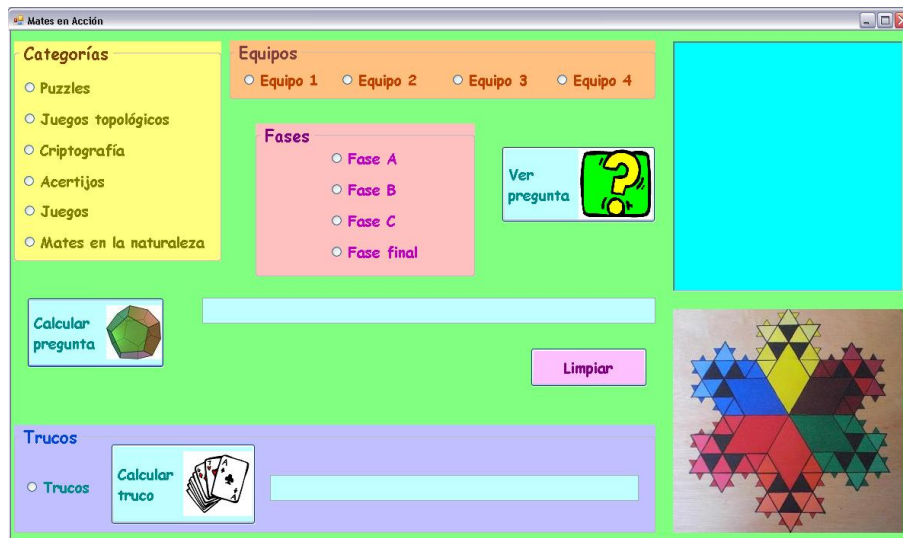 Mates en Acción
Categorías
Puzzles
Juegos topológicos
Criptografía
Acertijos
Juegos
Mates en la naturaleza
Equipos
Equipo 1
Equipo 2
Equipo 3
Equipo 4
Fases
Fase A
Fase B
Fase C
Fase final
Ver
pregunta
Calcular
pregunta
Limpiar
Trucos
Trucos
Calcular
truco
A
A